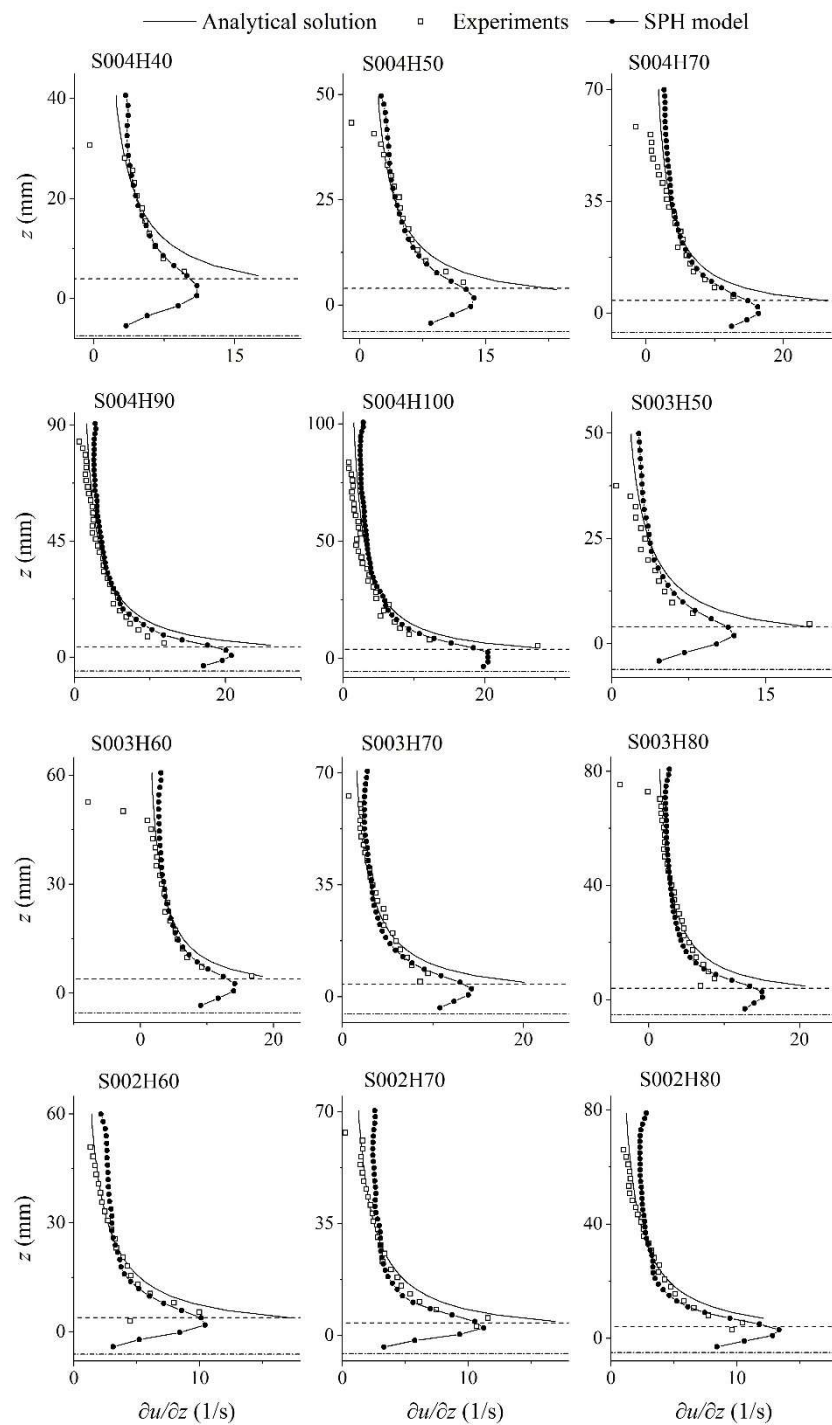 Analytical solution Experiments SPH model
S004H40 S004H50 S004H70
40 50 70
z (mm)
20 25 35
0 0 0
0 15 0 15 0 20
S004H90 S004H100 S003H50
90 100 50
z (mm)
45 50 25
0 0 0
0 20 0 20 0 15
S003H60 S003H70 S003H80
60 70 80
z (mm)
30 35 40
0 0 0
0 20 0 20 0 20
S002H60 S002H70 S002H80
60 70 80
z (mm)
30 35 40
0 0 0
0 10 0 10 0 10
∂u/∂z (1/s) ∂u/∂z (1/s) ∂u/∂z (1/s)